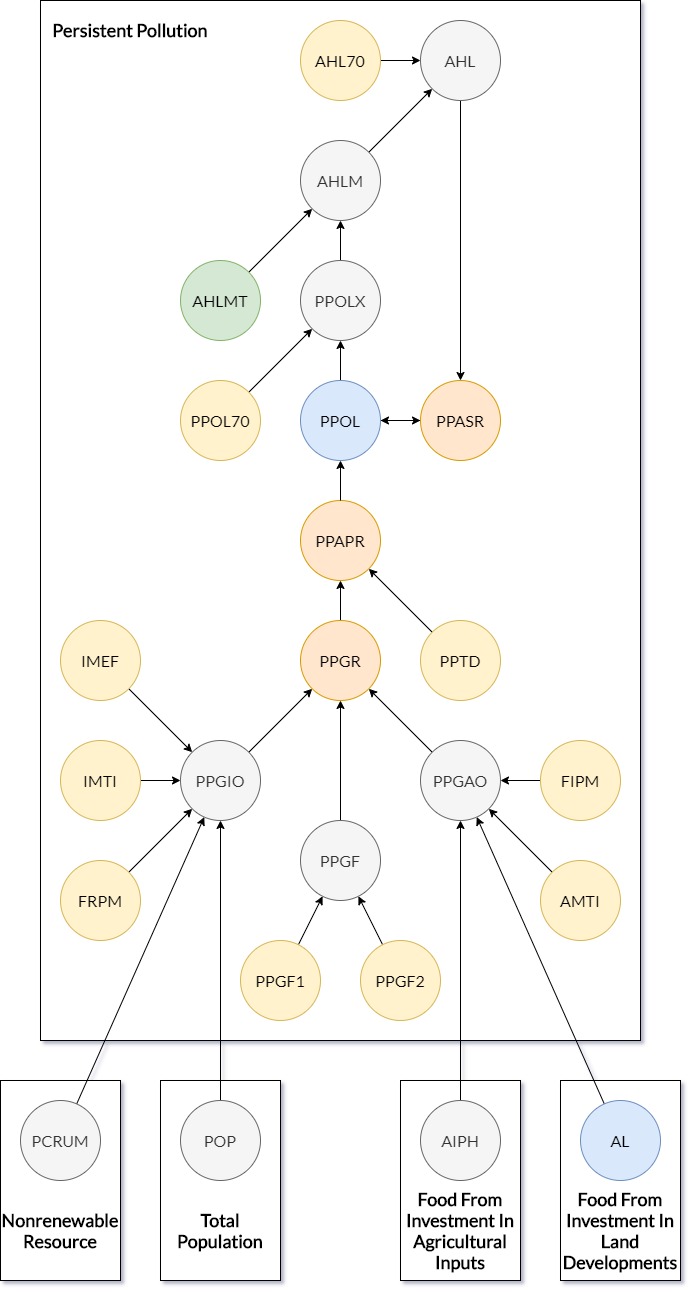 Persistent Pollution
AHL70
AHL
AHLM
AHLMT
PPOLX
PPOL70
PPOL
PPASR
PPAPR
IMEF
PPGR
PPTD
IMTI
PPGIO
PPGAO
FIPM
PPGF
FRPM
AMTI
PPGF1
PPGF2
PCRUM
POP
AIPH
AL
Nonrenewable
Resource
Total
Population
Food From
Investment In
Agricultural
Inputs
Food From
Investment In
Land
Developments